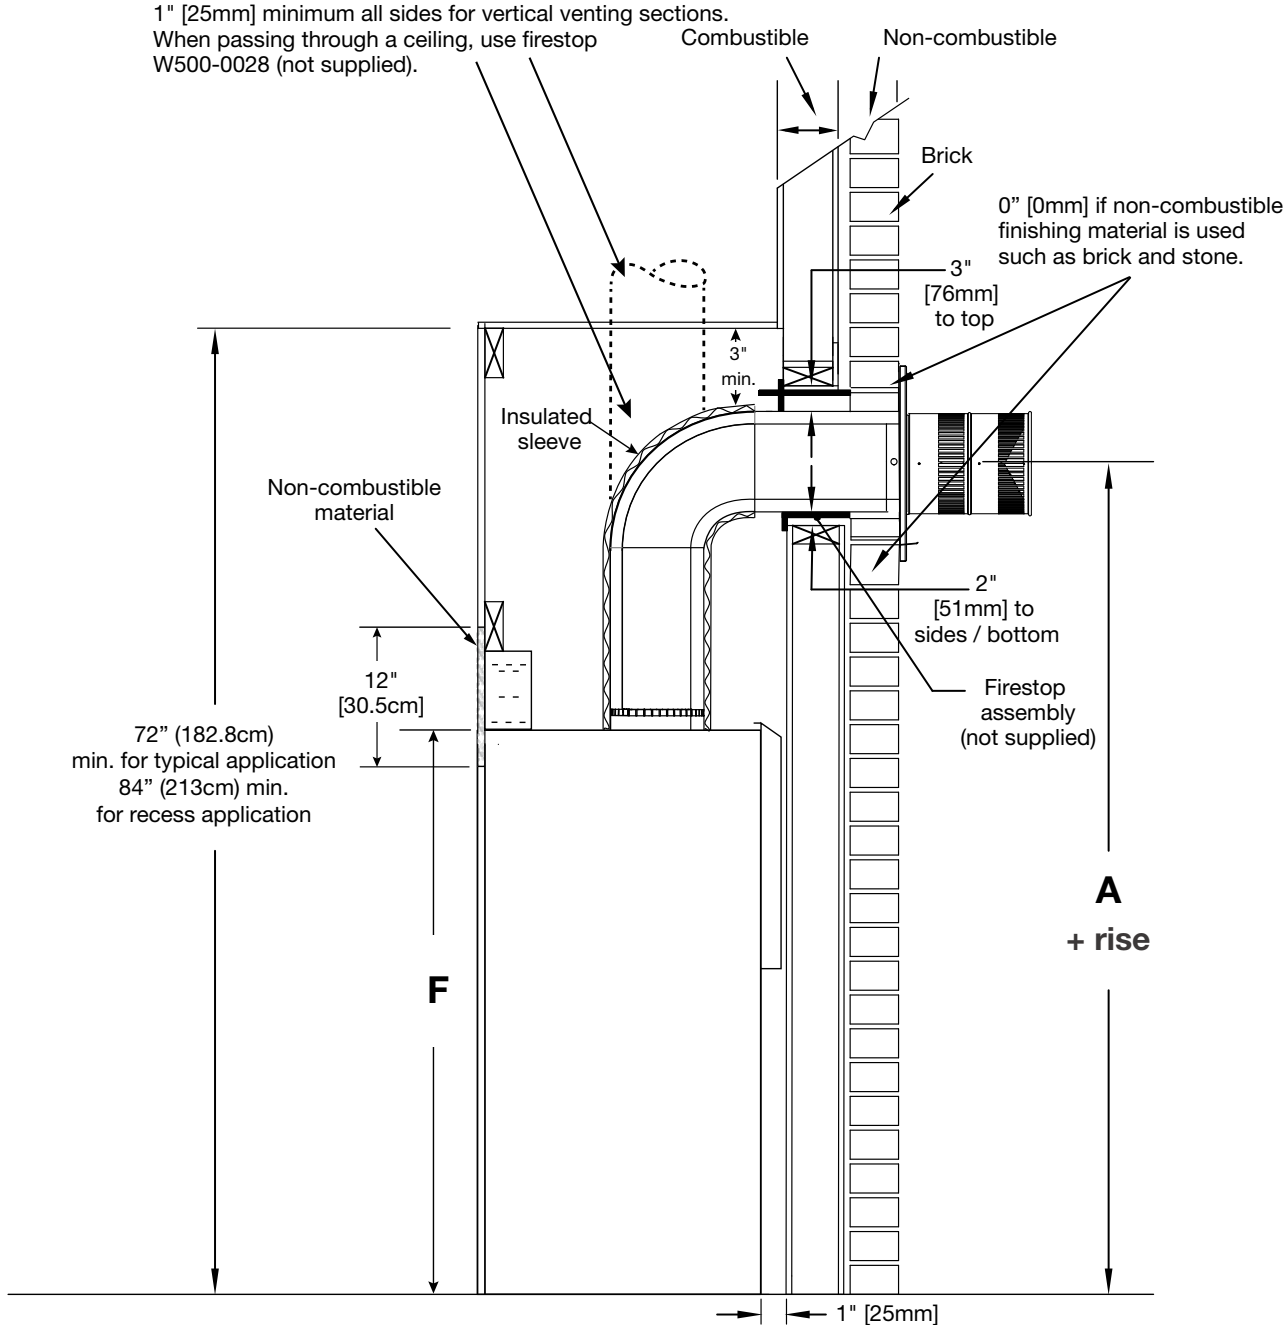 1" [25mm] minimum all sides for vertical venting sections.
When passing through a ceiling, use firestop
W500-0028 (not supplied).
Combustible
Non-combustible
Brick
0” [0mm] if non-combustible
finishing material is used
such as brick and stone.
3"
[76mm]
to top
3"
min.
Insulated
sleeve
Non-combustible
material
2"
[51mm] to
sides / bottom
12"
[30.5cm]
Firestop
assembly
(not supplied)
72” (182.8cm)
min. for typical application
84” (213cm) min.
for recess application
A
+ rise
F
1" [25mm]